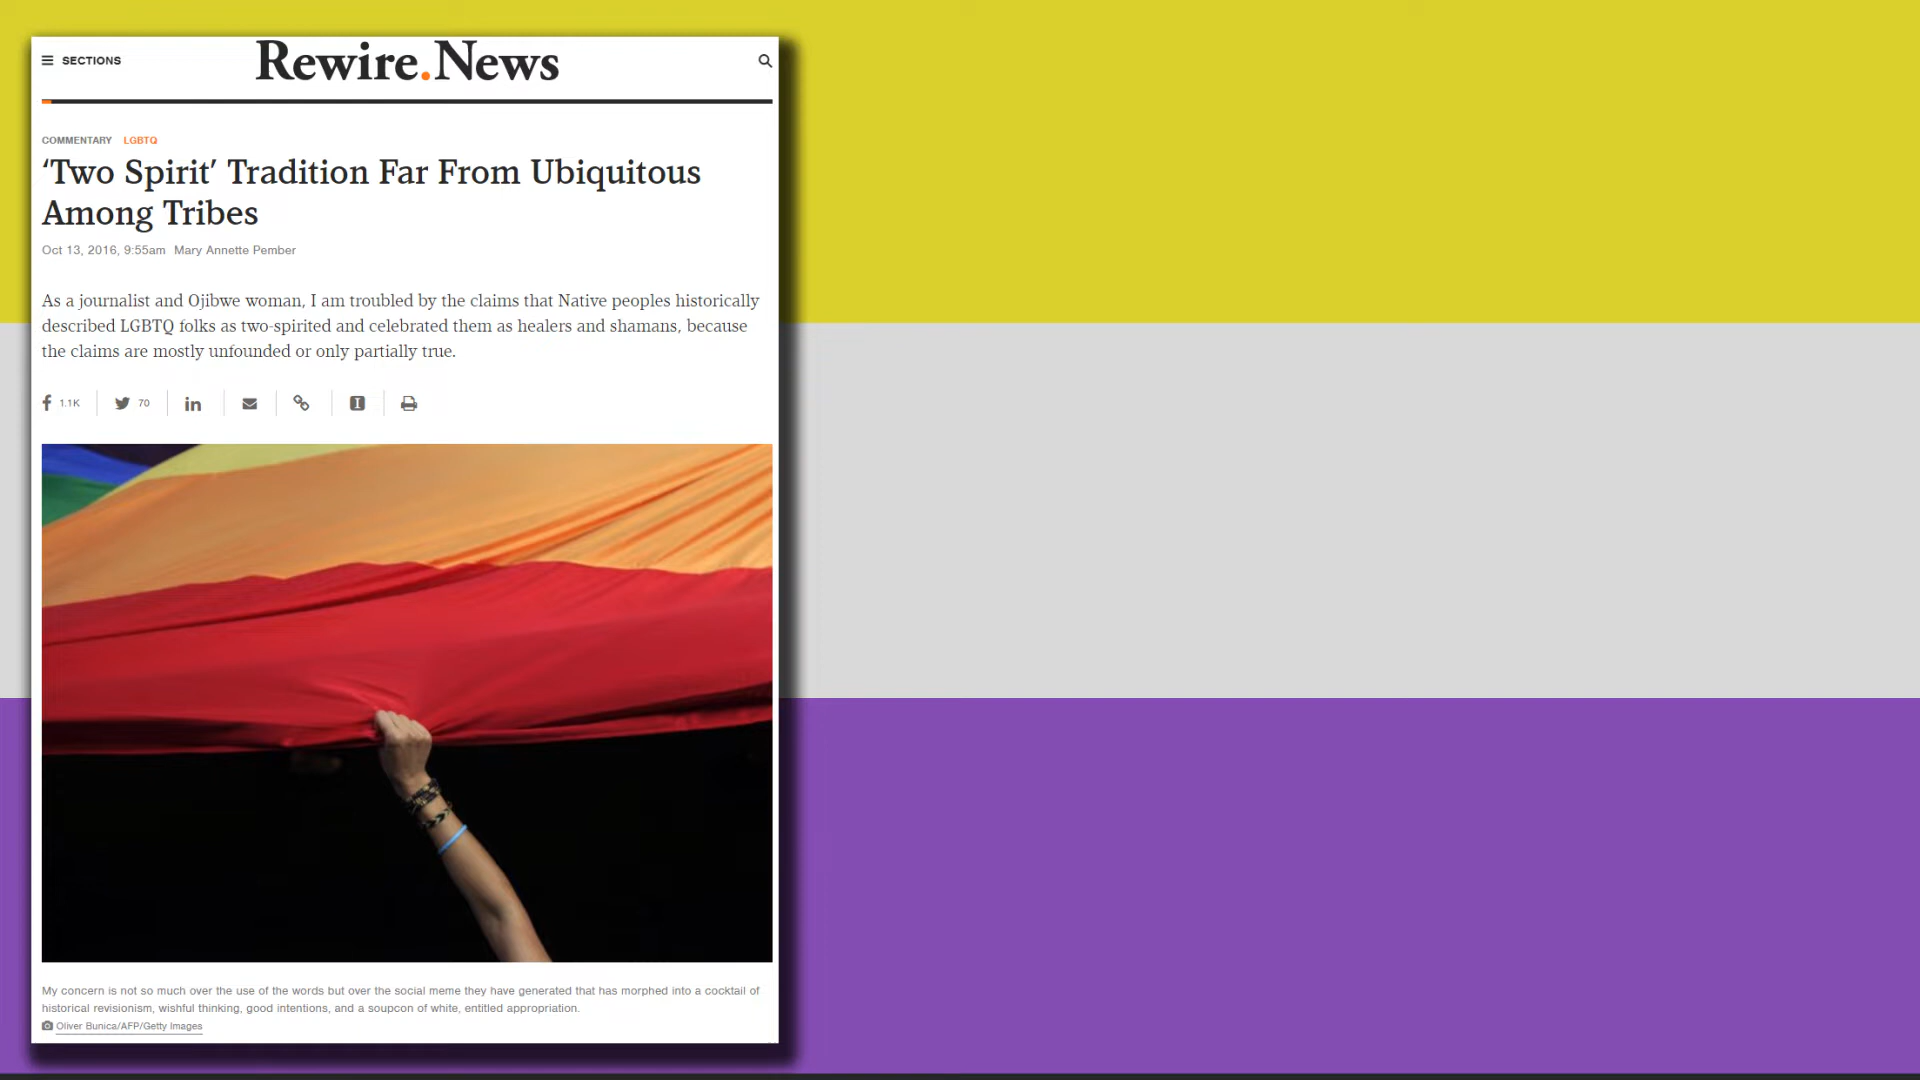 SECTIONS
Rewire.News
COMMENTARY LGBTQ
‘Two Spirit’ Tradition Far From Ubiquitous
Among Tribes
Oct 13, 2016, 9:55am Mary Annette Pember
As a journalist and Ojibwe woman, I am troubled by the claims that Native peoples historically
described LGBTQ folks as two-spirited and celebrated them as healers and shamans, because
the claims are mostly unfounded or only partially true.
1.1K 70
My concern is not so much over the use of the words but over the social meme they have generated that has morphed into a cocktail of
historical revisionism, wishful thinking, good intentions, and a soupcon of white, entitled appropriation.
Oliver Bunica/AFP/Getty Images